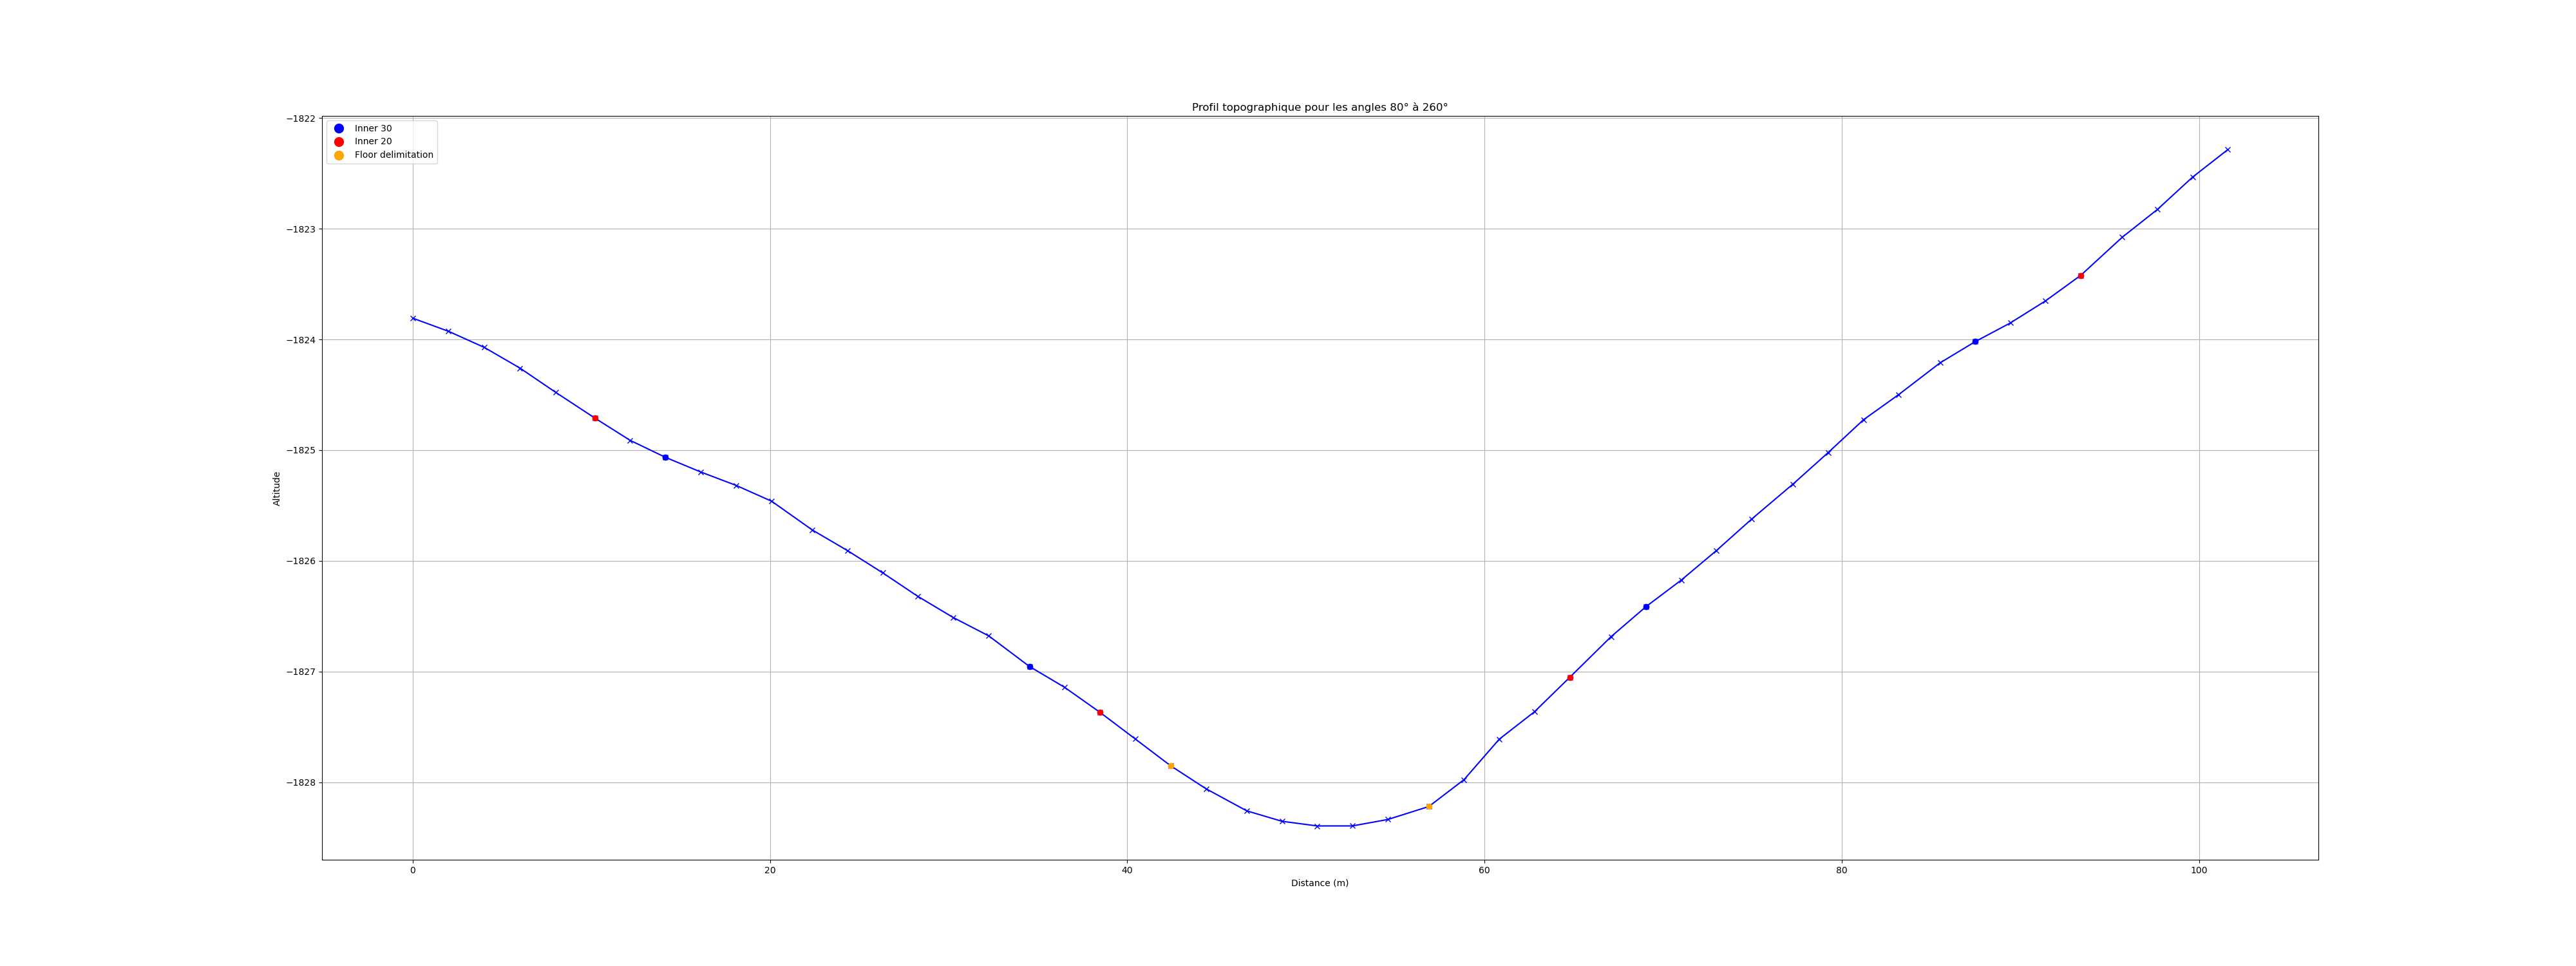 Profil topographique pour les angles 80° à 260°
Inner 30
Inner 20
Floor delimitation
Altitude
−1822
−1823
−1824
−1825
−1826
−1827
−1828
0
20
40
60
80
100
Distance (m)